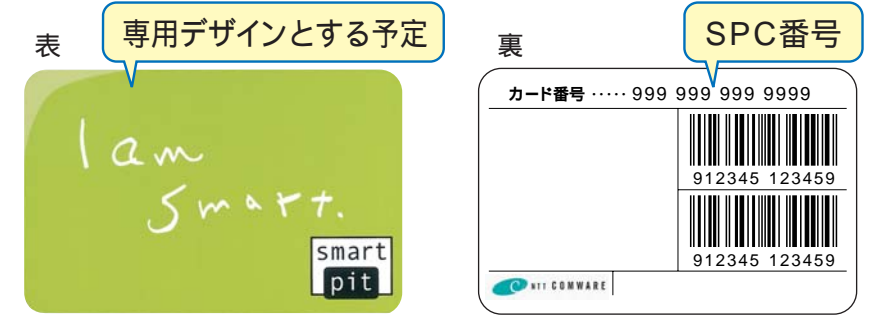 表
専用デザインとする予定
I am
smart.
smart
pit
裏
SPC番号
カード番号 ····· 999 999 999 9999
912345 123459
912345 123459
NTT COMWARE